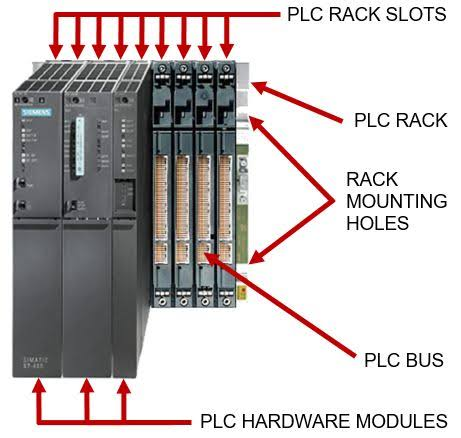 PLC RACK SLOTS
SIEMENS
PLC RACK
RACK
MOUNTING
HOLES
PLC BUS
SIMATIC
S7-400
PLC HARDWARE MODULES